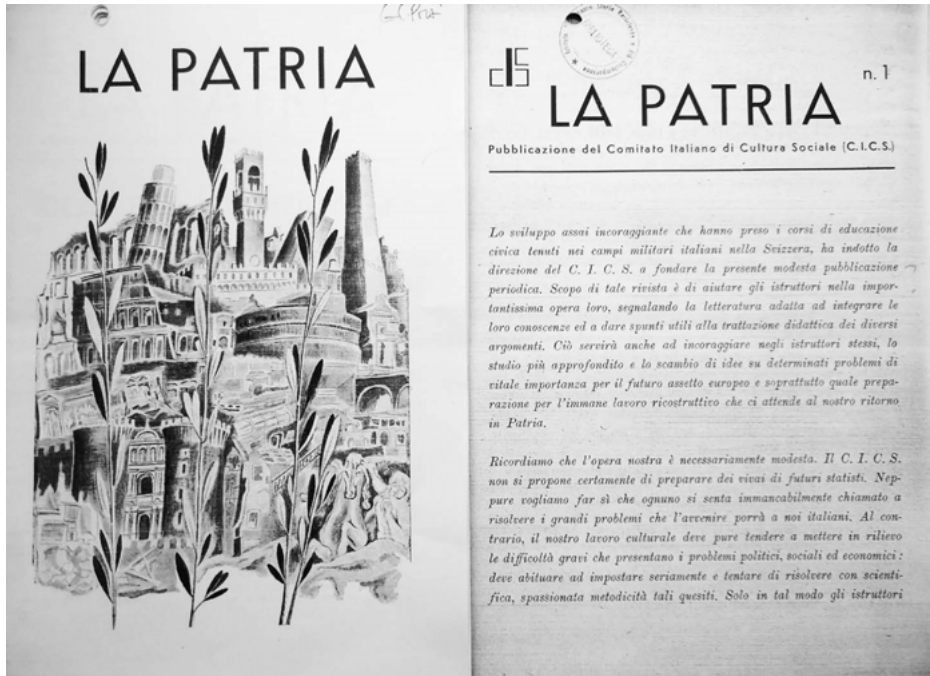 LA PATRIA
n. 1
LA PATRIA
Pubblicazione del Comitato Italiano di Cultura Sociale (C.I.C.S.)
Lo sviluppo assai incoraggiante che hanno preso i corsi di educazione
civica tenuti nei campi militari italiani nella Svizzera, ha indotto la
direzione del C. I. C. S. a fondare la presente modesta pubblicazione
periodica. Scopo di tale rivista è di aiutare gli istruttori nella impor-
tantissima opera loro, segnalando la letteratura adatta ad integrare le
loro conoscenze ed a dare spunti utili alla trattazione didattica dei diversi
argomenti. Ciò servirà anche ad incoraggiare negli istruttori stessi, lo
studio più approfondito e lo scambio di idee su determinati problemi di
vitale importanza per il futuro assetto europeo e soprattutto quale prepa-
razione per l'immane lavoro ricostruttivo che ci attende al nostro ritorno
in Patria.
Ricordiamo che l'opera nostra è necessariamente modesta. Il C. I. C. S.
non si propone certamente di preparare dei vivai di futuri statisti. Nep-
pure vogliamo far sì che ognuno si senta immancabilmente chiamato a
risolvere i grandi problemi che l'avvenire porrà a noi italiani. Al con-
trario, il nostro lavoro culturale deve pure tendere a mettere in rilievo
le difficoltà gravi che presentano i problemi politici, sociali ed economici :
deve abituare ad impostare seriamente e tentare di risolvere con scienti-
fica, spassionata metodicità tali quesiti. Solo in tal modo gli istruttori